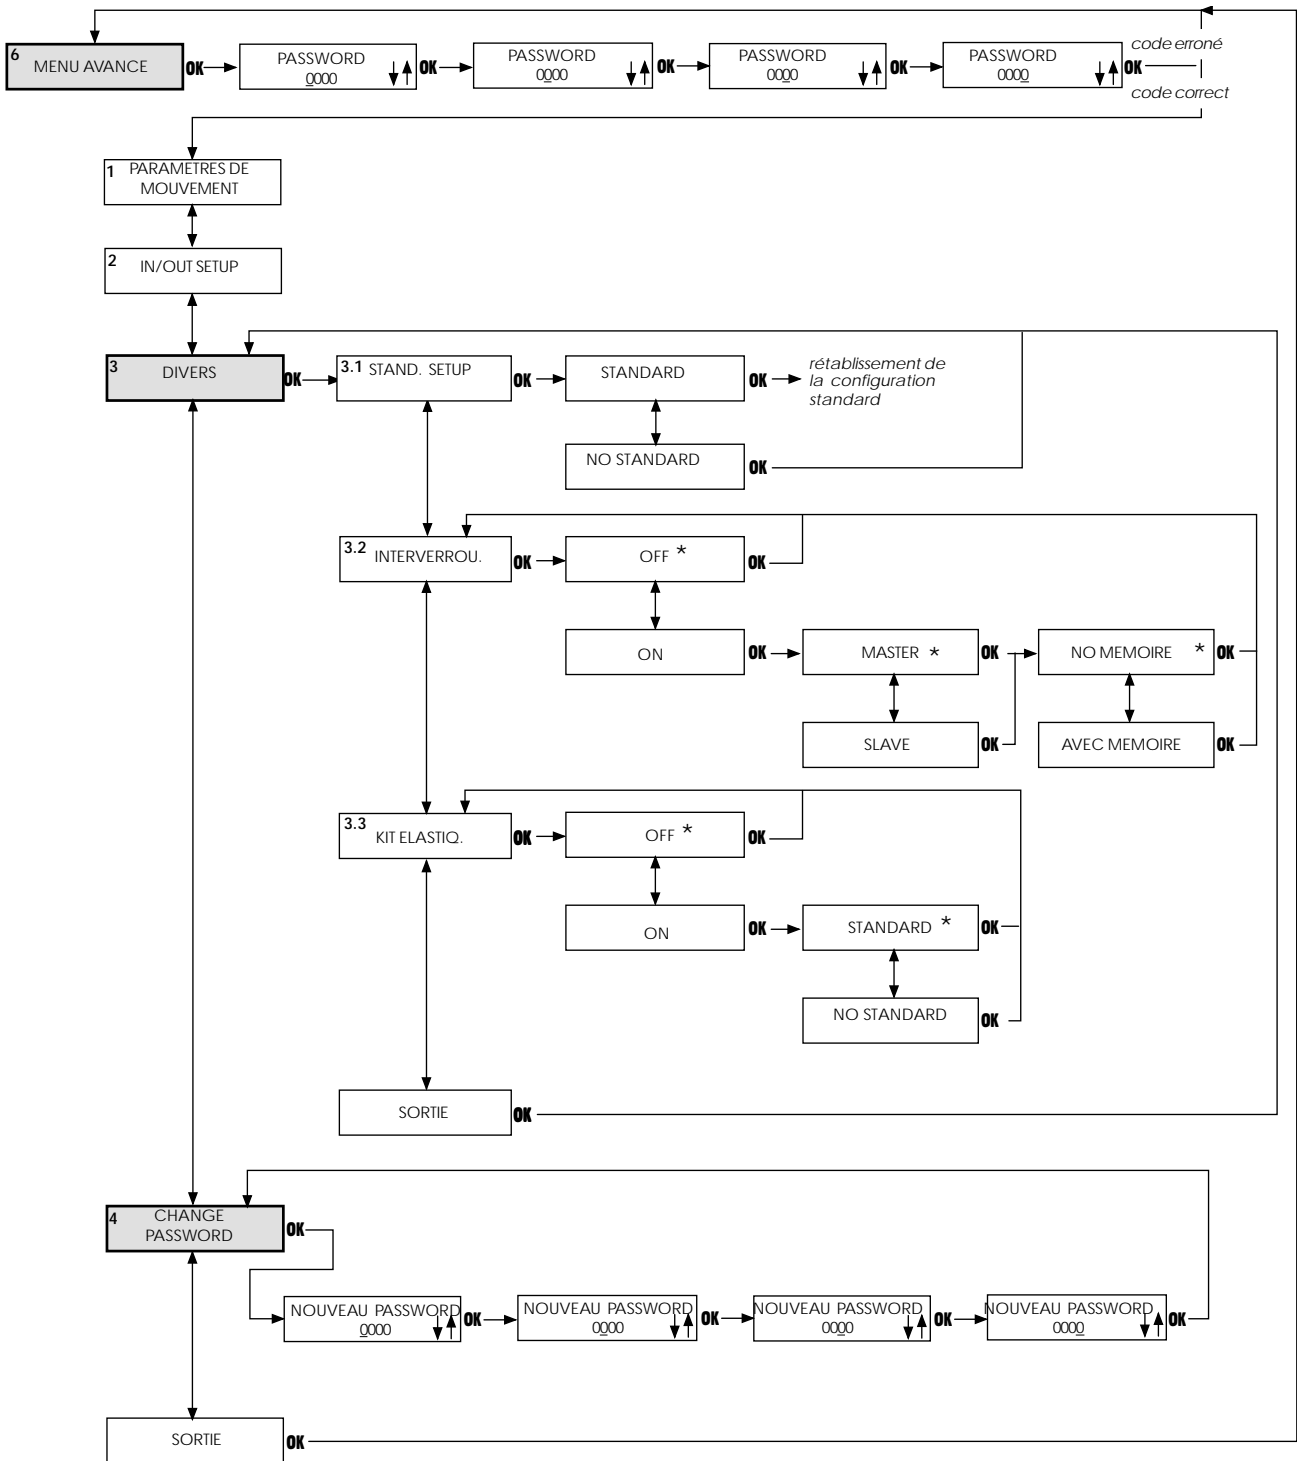 6
MENU AVANCE
OK
PASSWORD
0000
OK
PASSWORD
0000
OK
PASSWORD
0000
OK
PASSWORD
0000
OK
code erroné
code correct
1 PARAMETRES DE
MOUVEMENT
2 IN/OUT SETUP
3
DIVERS
OK
3.1 STAND. SETUP
OK
STANDARD
OK
rétablissement de
la configuration
standard
NO STANDARD
OK
3.2 INTERVERROU.
OK
OFF *
OK
ON
OK
MASTER *
OK
NO MEMOIRE *
OK
SLAVE
OK
AVEC MEMOIRE
OK
3.3
KIT ELASTIQ.
OK
OFF *
OK
ON
OK
STANDARD *
OK
NO STANDARD
OK
SORTIE
OK
4 CHANGE
PASSWORD
OK
NOUVEAU PASSWORD
0000
OK
NOUVEAU PASSWORD
0000
OK
NOUVEAU PASSWORD
0000
OK
NOUVEAU PASSWORD
0000
OK
SORTIE
OK